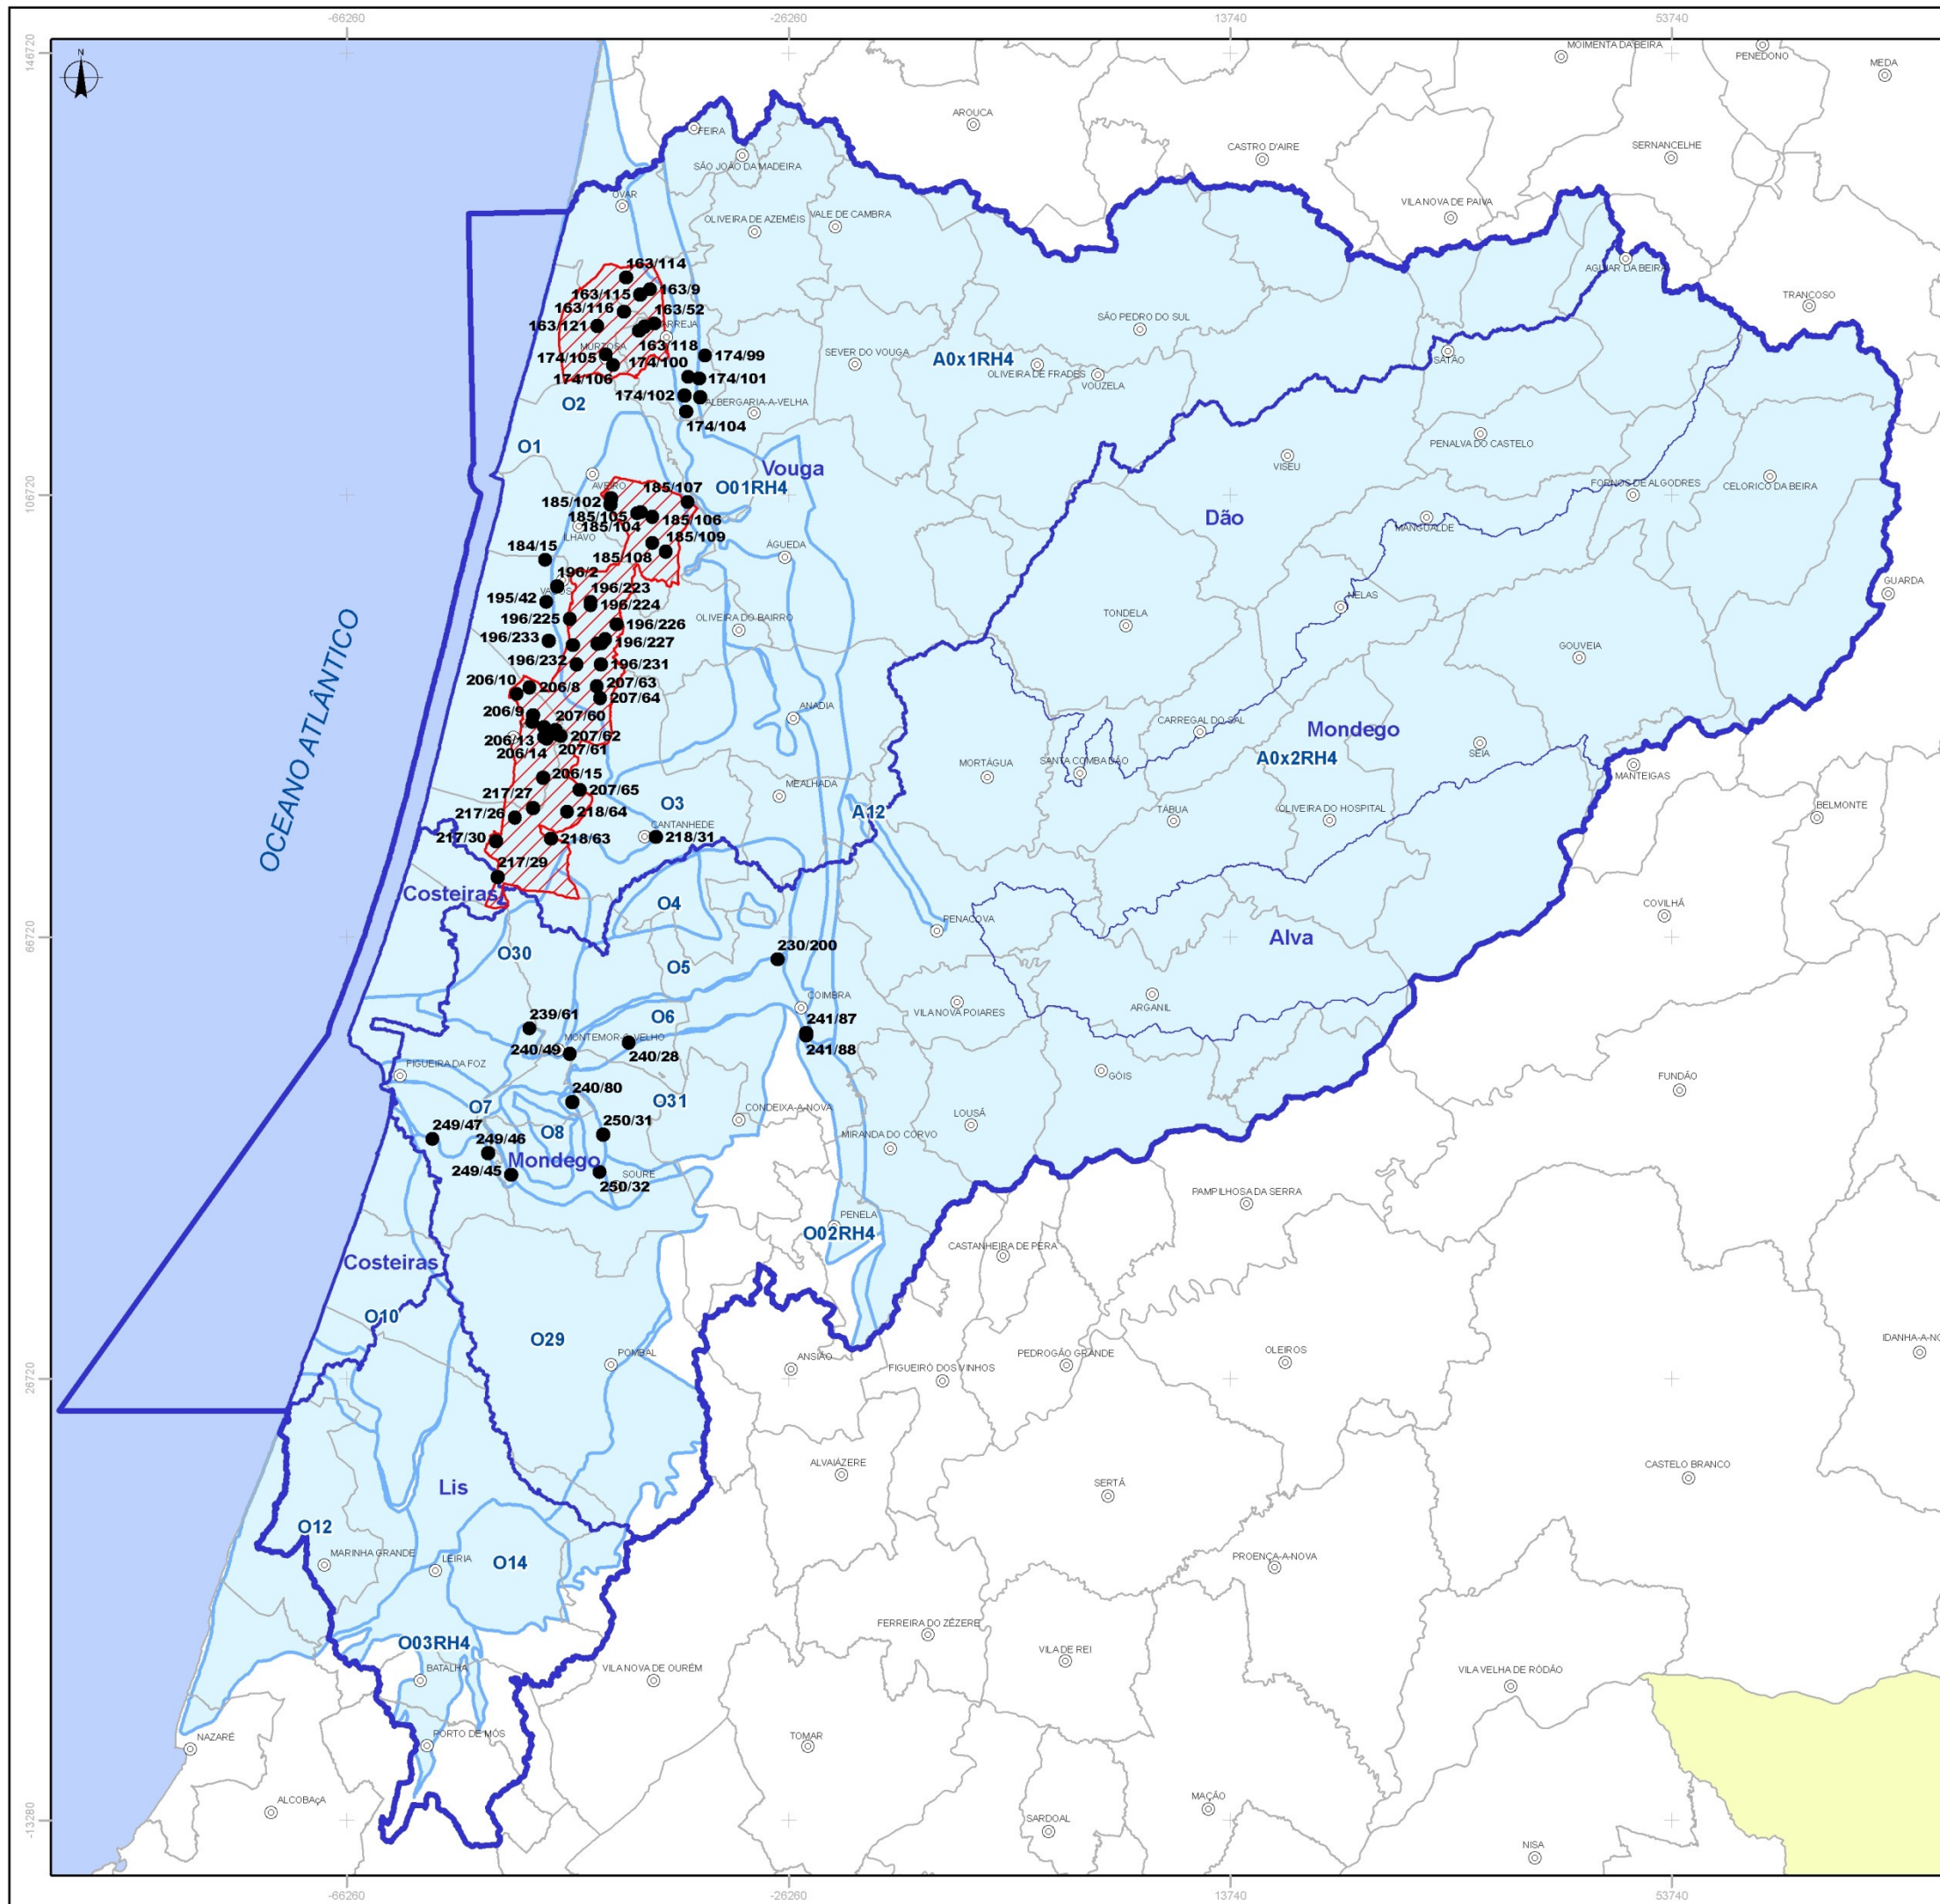 -66260
-26260
13740
53740
146720
106720
66720
26720
-13280
N
MOIMENTA DA BEIRA
PENEDONO
MEDA
AROUCA
FEIRA
SÃO JOÃO DA MADEIRA
CASTRO D'AIRE
SERNANCELHE
OVAR
OLIVEIRA DE AZEMÉIS
VALE DE CAMBRA
VILA NOVA DE PAIVA
AGUIAR DA BEIRA
TRANCOSO
163/114
163/9
163/115
163/116
163/52
163/121
163/118
MURTOSA
174/105
174/100
174/99
174/106
174/101
174/102
174/104
ALBERGARIA-A-VELHA
SEVER DO VOUGA
A0x1RH4
OLIVEIRA DE FRADES
VOUZELA
SÃO PEDRO DO SUL
SATÃO
O2
O1
Vouga
O01RH4
PENALVA DO CASTELO
VISEU
FORNOS DE ALGODRES
CELORICO DA BEIRA
AVEIRO
185/107
185/102
185/105
185/104
185/106
ILHAVO
185/109
185/108
Dão
MANGUALDE
184/15
ÁGUEDA
196/2
VAGOS
195/42
196/223
196/224
196/225
196/226
196/233
196/227
OLIVEIRA DO BAIRRO
196/232
196/231
TONDELA
NELAS
GUARDA
GOUVEIA
206/10
206/8
207/63
207/64
206/9
207/60
206/13
207/62
206/14
207/61
ANADIA
CARREGAL DO SAL
Mondego
A0x2RH4
SEIA
MANTEIGAS
OCEANO ATLÂNTICO
206/15
207/65
217/27
217/26
218/64
O3
MEALHADA
MORTÁGUA
SANTA COMBA DÃO
A12
TÁBUA
OLIVEIRA DO HOSPITAL
BELMONTE
217/30
218/63
CANTANHEDE
218/31
217/29
Costeiras
O4
PENACOVA
COVILHÃ
Alva
O30
O5
230/200
COIMBRA
VILA NOVA POIARES
ARGANIL
239/61
O6
MONTEMOR-O-VELHO
240/49
240/28
241/87
241/88
FIGUEIRA DA FOZ
GÓIS
FUNDÃO
240/80
O31
O7
CONDEIXA-A-NOVA
LOUSÃ
249/47
249/46
O8
250/31
MIRANDA DO CORVO
249/45
Mondego
SOURE
250/32
PAMPILHOSA DA SERRA
PENELA
O02RH4
CASTANHEIRA DE PERA
Costeiras
O10
O29
POMBAL
ANSIÃO
FIGUEIRÓ DOS VINHOS
PEDROGÃO GRANDE
OLEIROS
IDANHA-A-NO
ALVAIÁZERE
SERTÃ
CASTELO BRANCO
Lis
O12
MARINHA GRANDE
LEIRIA
O14
PROENÇA-A-NOVA
O03RH4
BATALHA
VILA NOVA DE OURÉM
FERREIRA DO ZÊZERE
VILA DE REI
VILA VELHA DE RÓDÃO
NAZARÉ
PORTO DE MÓS
TOMAR
ALCOBAçA
SARDOAL
MAÇÃO
NISA
-66260
-26260
13740
53740